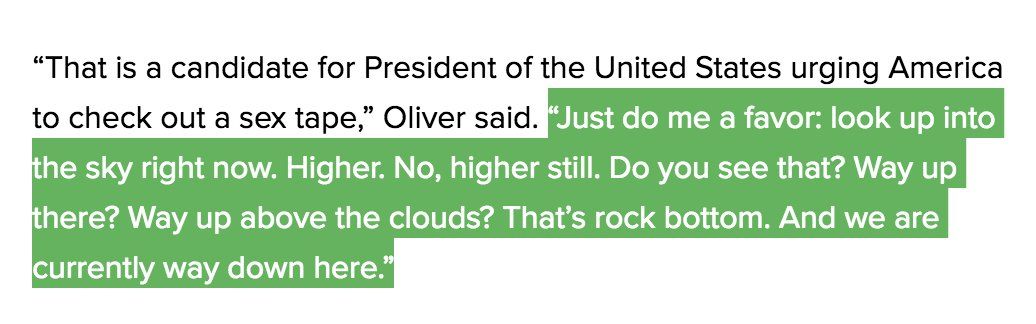 “That is a candidate for President of the United States urging America
to check out a sex tape,” Oliver said. “Just do me a favor: look up into
the sky right now. Higher. No, higher still. Do you see that? Way up
there? Way up above the clouds? That’s rock bottom. And we are
currently way down here.”